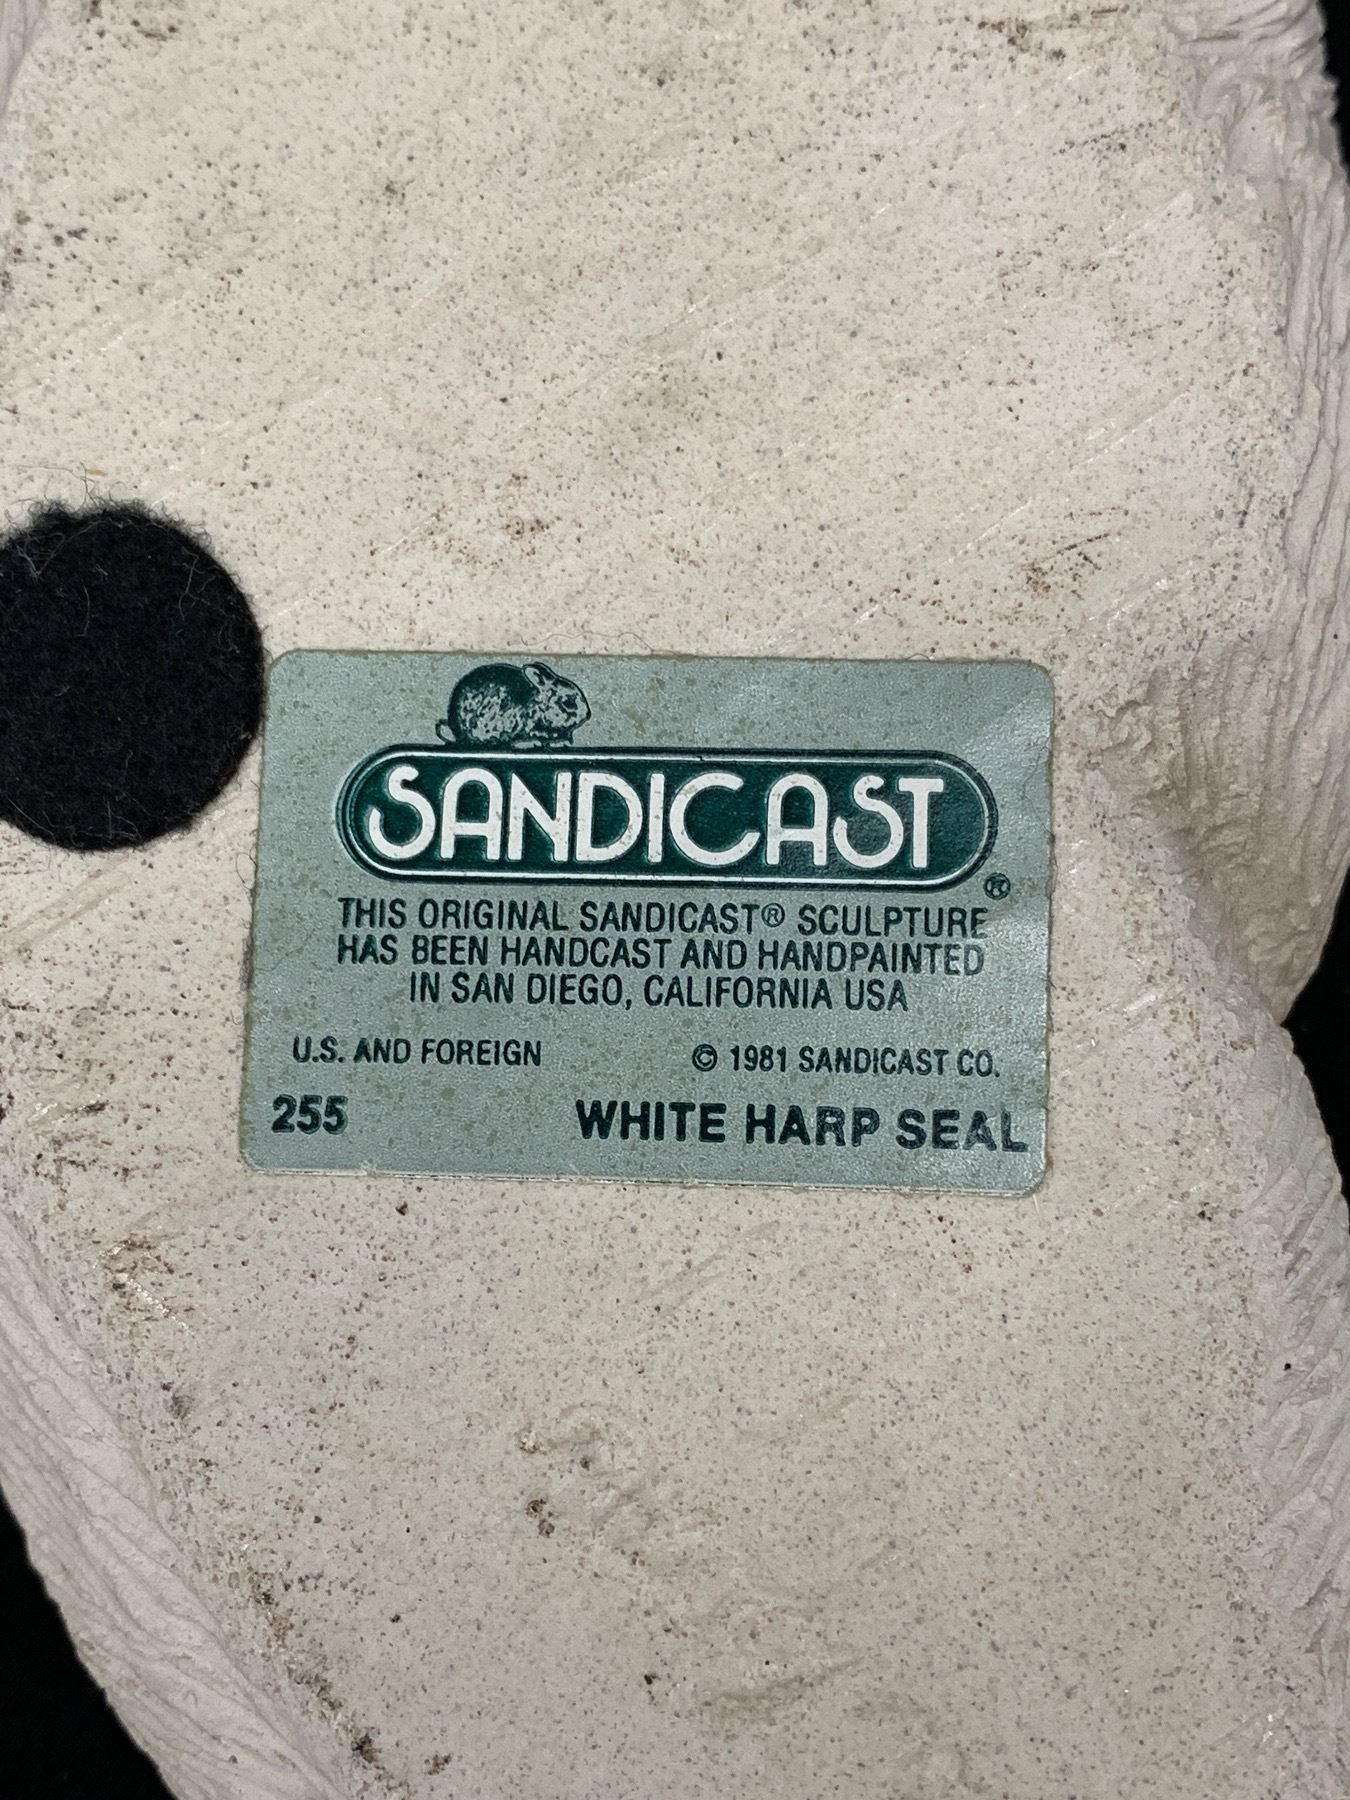 SANDICAST®
THIS ORIGINAL SANDICAST® SCULPTURE
HAS BEEN HANDCAST AND HANDPAINTED
IN SAN DIEGO, CALIFORNIA USA
U.S. AND FOREIGN © 1981 SANDICAST CO.
255 WHITE HARP SEAL